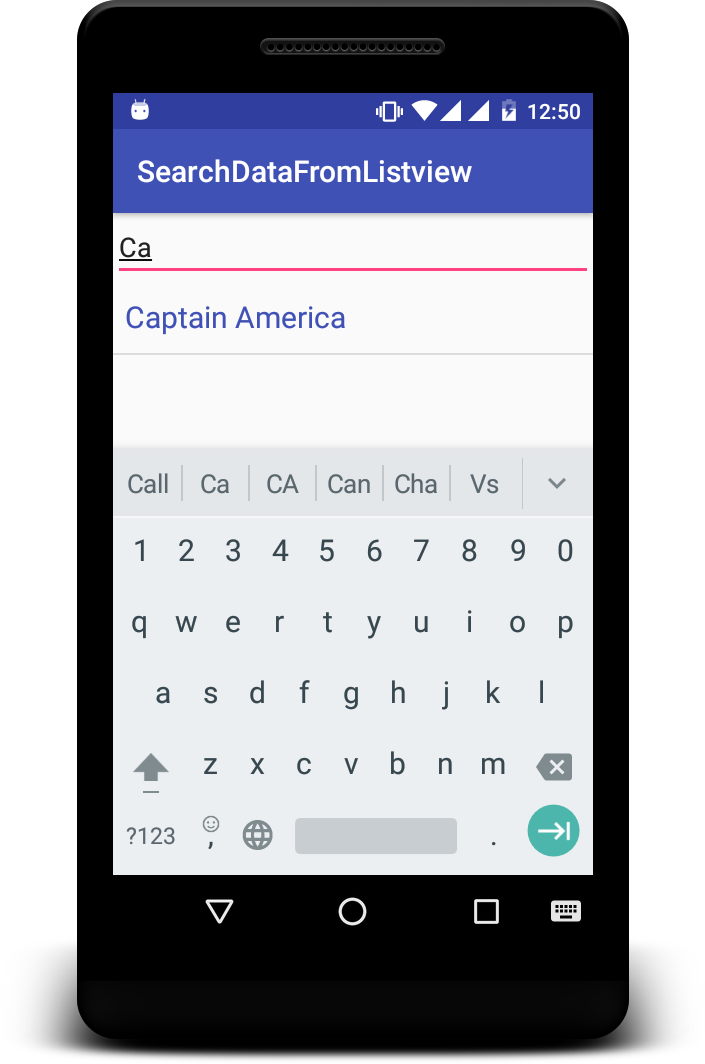 12:50
SearchDataFromListview
Ca
Captain America
Call Ca CA Can Cha Vs
1 2 3 4 5 6 7 8 9 0
q w e r t y u i o p
a s d f g h j k l
z x c v b n m
?123 , .